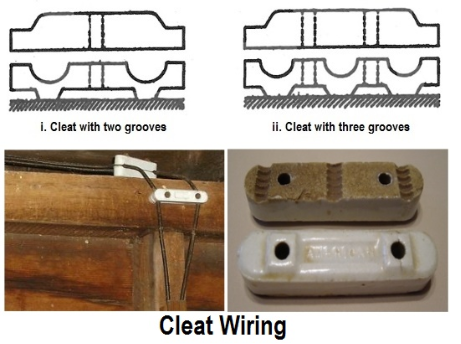 i. Cleat with two grooves
ii. Cleat with three grooves
Cleat Wiring